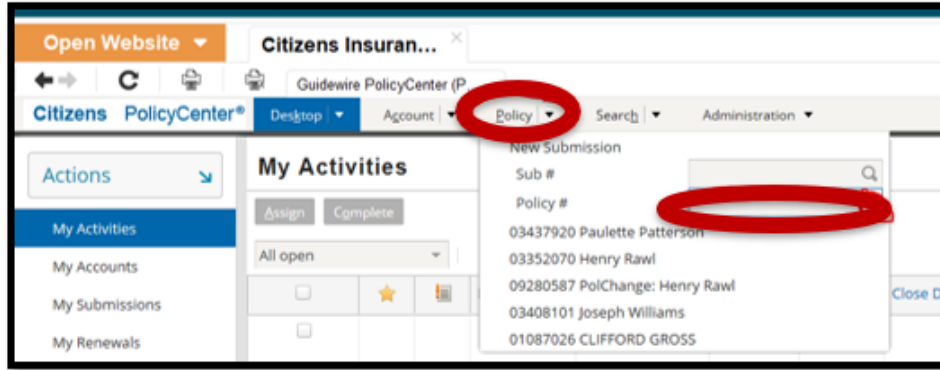 Open Website
Citizens Insuran...
Guidewire PolicyCenter (P...
Citizens PolicyCenter®
Desktop
Account
Policy
Search
Administration
Actions
My Activities
My Accounts
My Submissions
My Renewals
My Activities
Assign
Complete
All open
Close D
New Submission
Sub #
Policy #
03437920 Paulette Patterson
03352070 Henry Rawl
09280587 PolChange: Henry Rawl
03408101 Joseph Williams
01087026 CLIFFORD GROSS